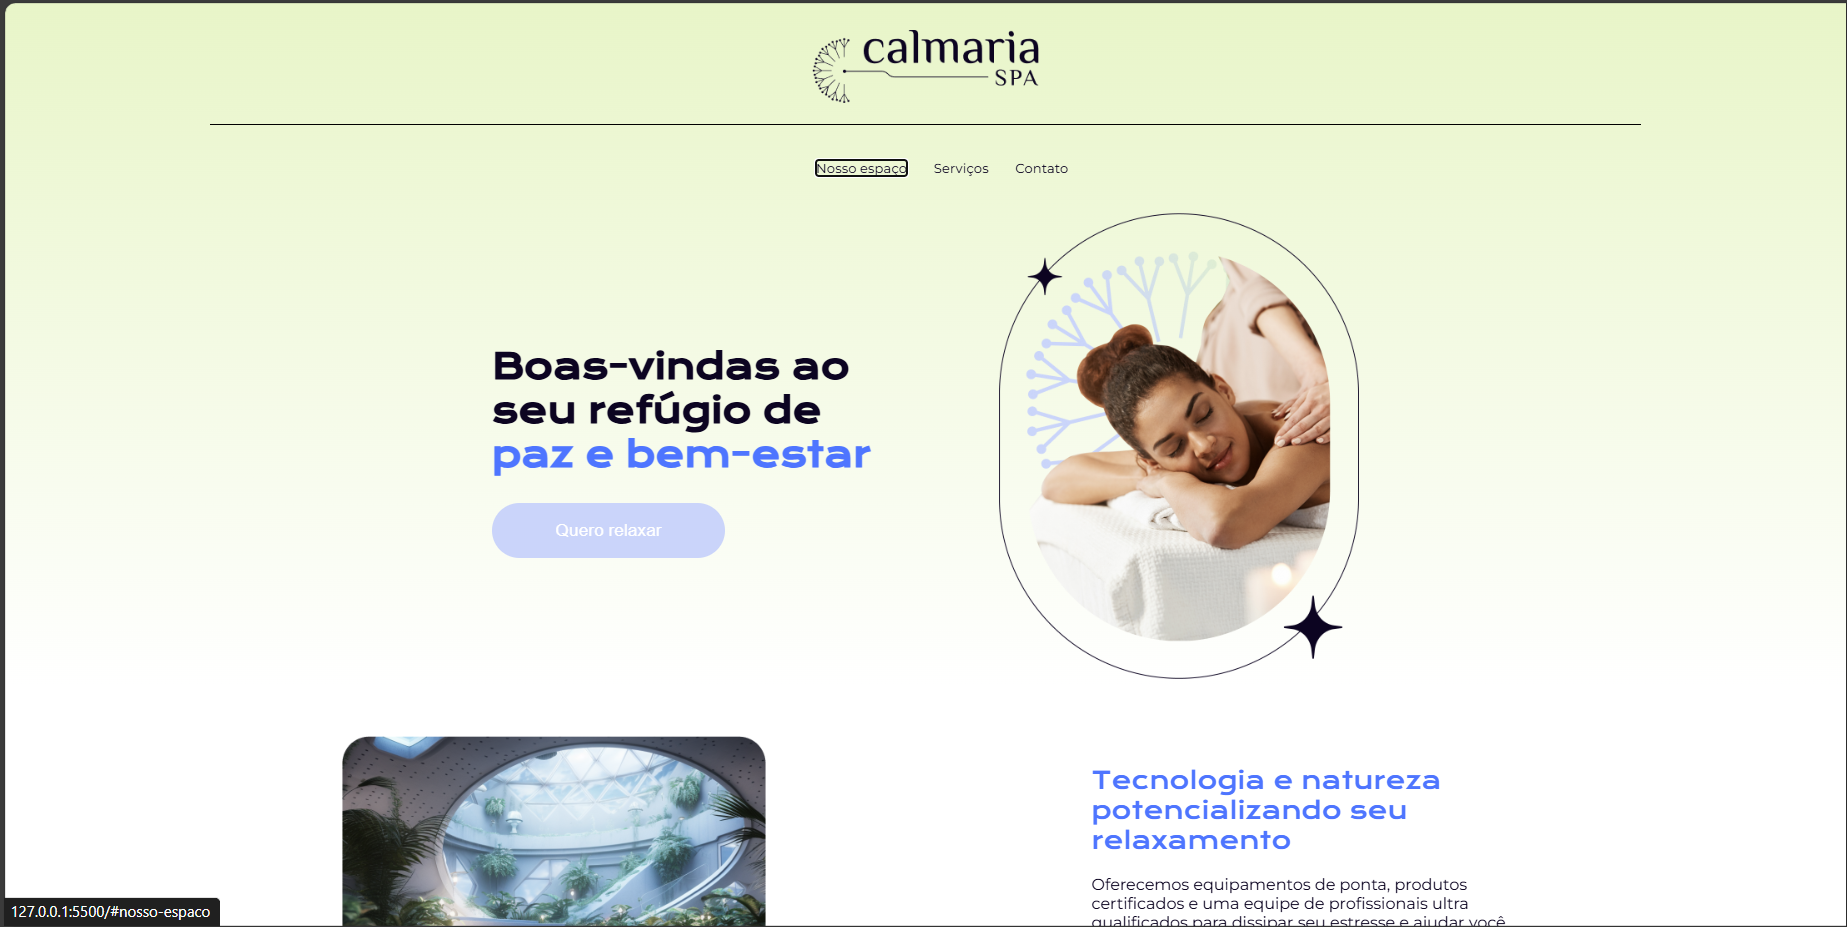 calmaria
SPA
Nosso espaço Serviços Contato
Boas-vindas ao
seu refúgio de
paz e bem-estar
Quero relaxar
Tecnologia e natureza
potencializando seu
relaxamento
Oferecemos equipamentos de ponta, produtos
certificados e uma equipe de profissionais ultra
qualificados para dissipar seu estresse e ajudar você
127.0.0.1:5500/#nosso-espaco